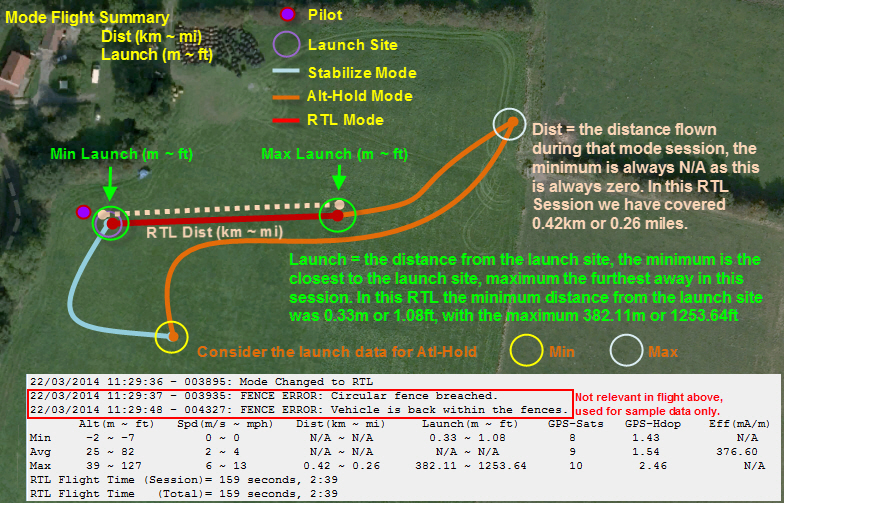 Mode Flight Summary
Dist (km ~ mi)
Launch (m ~ ft)
Pilot
Launch Site
Stabilize Mode
Alt-Hold Mode
RTL Mode
Min Launch (m ~ ft)
Max Launch (m ~ ft)
Dist = the distance flown
during that mode session, the
minimum is always N/A as this
is always zero. In this RTL
Session we have covered
0.42km or 0.26 miles.
RTL Dist (km ~ mi)
Launch = the distance from the launch site, the minimum is the
closest to the launch site, maximum the furthest away in this
session. In this RTL the minimum distance from the launch site
was 0.33m or 1.08ft, with the maximum 382.11m or 1253.64ft
Consider the launch data for Atl-Hold
Min
Max
22/03/2014 11:29:36 - 003895: Mode Changed to RTL
22/03/2014 11:29:37 - 003935: FENCE ERROR: Circular fence breached.
22/03/2014 11:29:48 - 004327: FENCE ERROR: Vehicle is back within the fences.
Not relevant in flight above,
used for sample data only.
Alt(m ~ ft) Spd(m/s ~ mph) Dist(km ~ mi) Launch(m ~ ft) GPS-Sats GPS-Hdop Eff(mA/m)
Min -2 ~ -7 0 ~ 0 N/A ~ N/A 0.33 ~ 1.08 8 1.43 N/A
Avg 25 ~ 82 2 ~ 4 N/A ~ N/A N/A ~ N/A 9 1.54 376.60
Max 39 ~ 127 6 ~ 13 0.42 ~ 0.26 382.11 ~ 1253.64 10 2.46 N/A
RTL Flight Time (Session)= 159 seconds, 2:39
RTL Flight Time (Total)= 159 seconds, 2:39